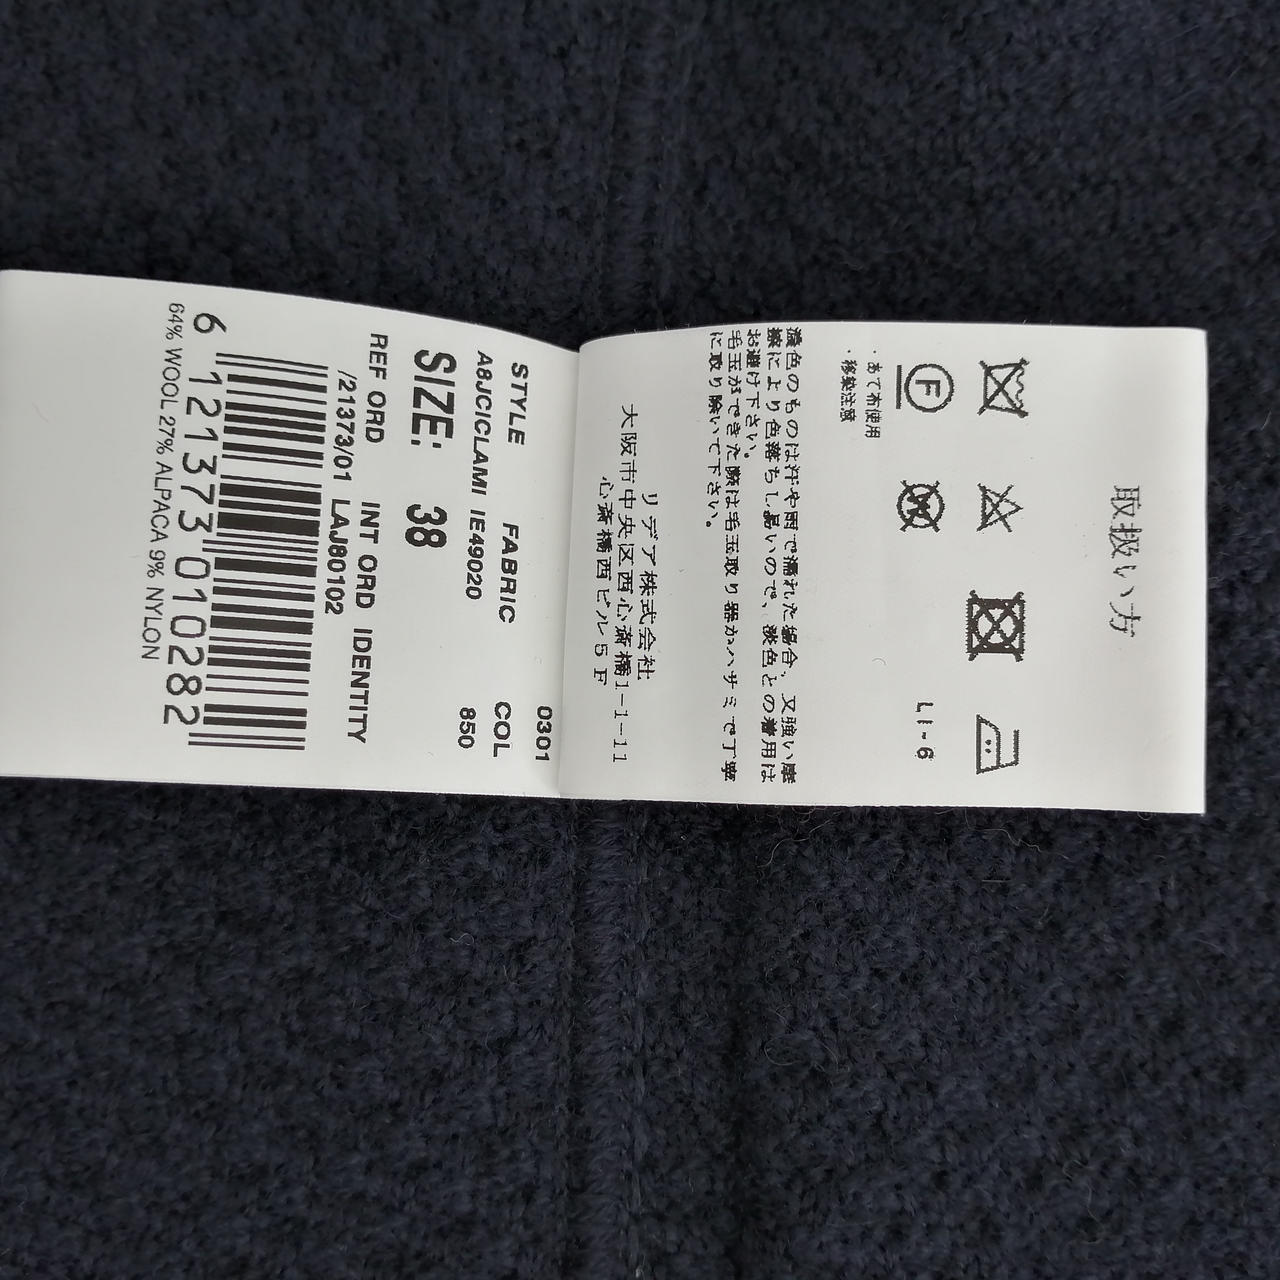 取扱い方
F
LI-6
・あて布使用
・移染注意
濃色のものは汗や雨で濡れた場合、又強い摩
擦により色落ちし易いので、淡色との着用は
お避け下さい。
毛玉ができた際は毛玉取り器かハサミで丁寧
に取り除いて下さい。
リデア株式会社
大阪市中央区西心斎橋1-1-11
心斎橋西ビル5F
0301
STYLE FABRIC COL
A8JCICLAMI IE49020 850
SIZE: 38
REF ORD INT ORD IDENTITY
/21373/01 LAJ80102
6 121373 010282
64% WOOL 27% ALPACA 9% NYLON